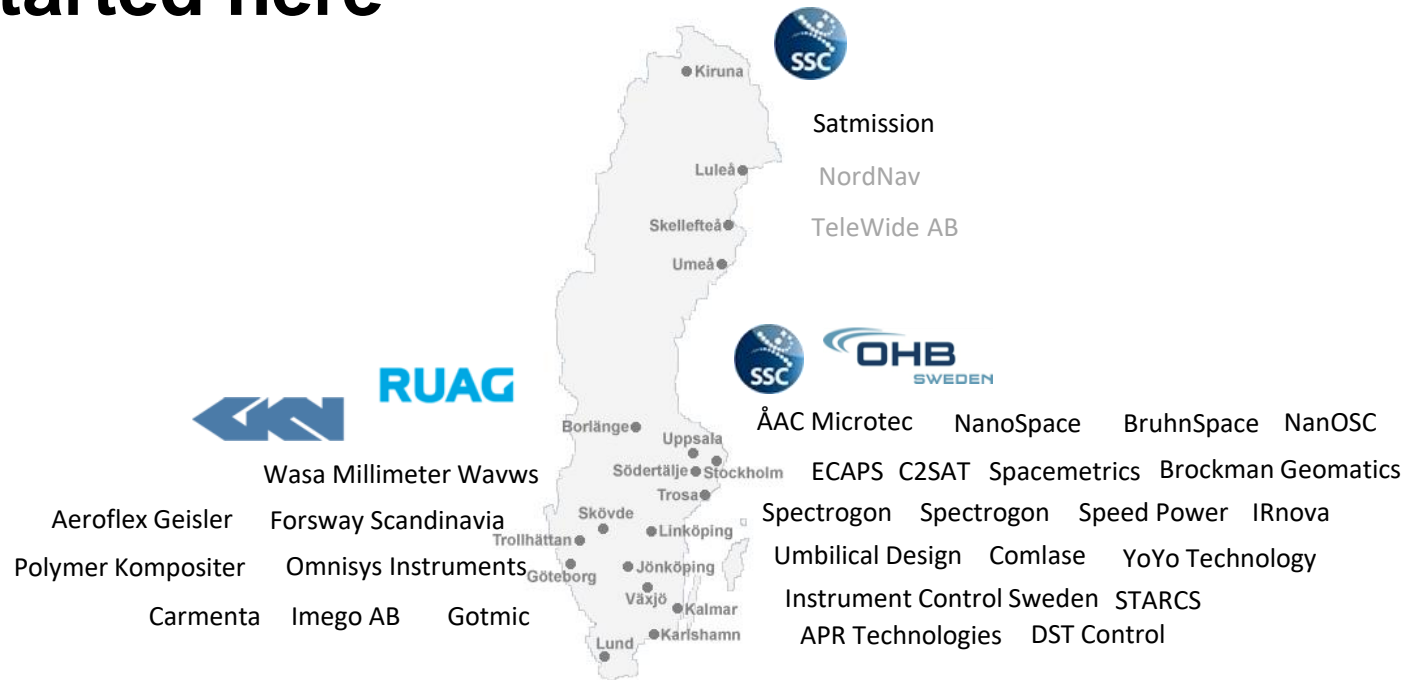 tarted here
SSC
Kiruna
Satmission
Luleå
NordNav
Skellefteå
TeleWide AB
Umeå
SSC
OHB
SWEDEN
RUAG
GKN
Borlänge
ÅAC Microtec NanoSpace BruhnSpace NanOSC
Uppsala
Wasa Millimeter Wavws
Södertälje Stockholm
ECAPS C2SAT Spacemetrics Brockman Geomatics
Trosa
Aeroflex Geisler Forsway Scandinavia
Skövde
Spectrogon Spectrogon Speed Power IRnova
Trollhättan Linköping
Polymer Kompositer Omnisys Instruments
Göteborg Jönköping
Umbilical Design Comlase YoYo Technology
Växjö
Kalmar
Instrument Control Sweden STARCS
Carmenta Imego AB Gotmic
Karlshamn
APR Technologies DST Control
Lund